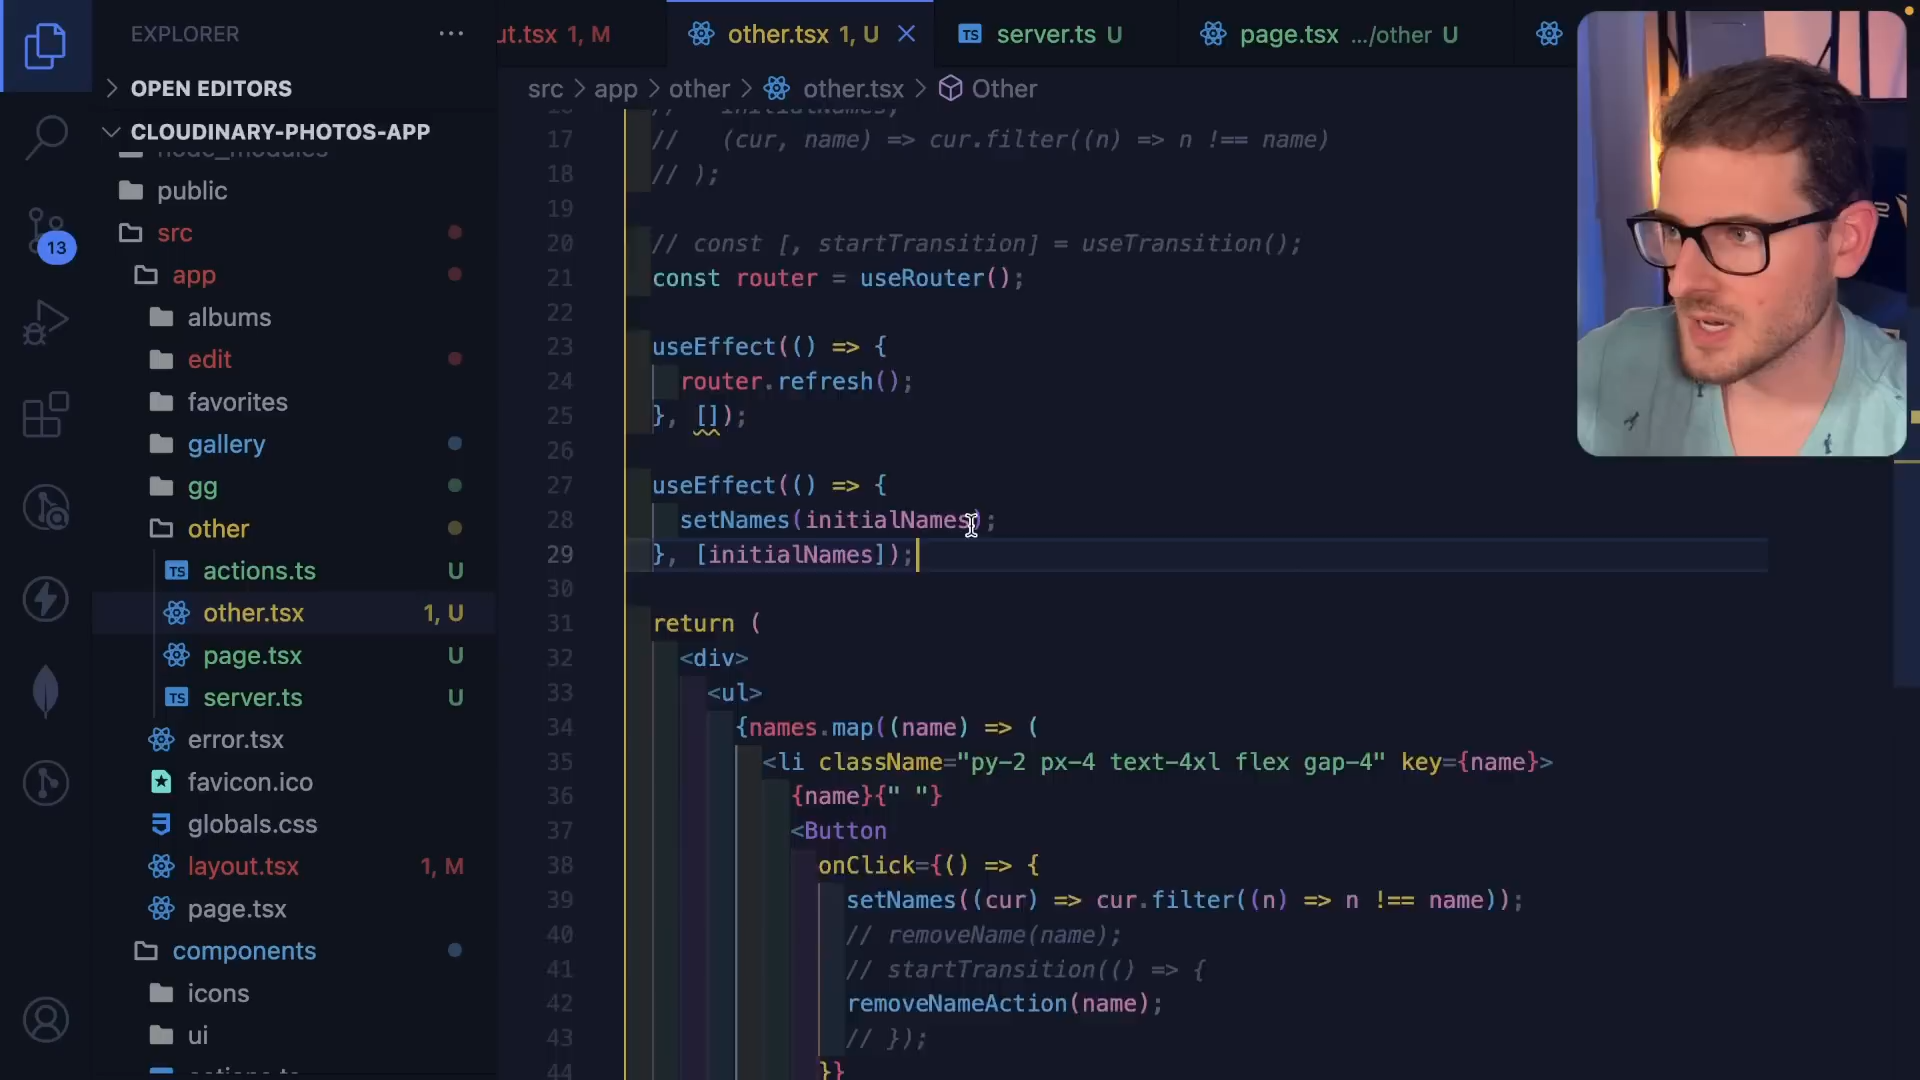 EXPLORER
OPEN EDITORS
CLOUDINARY-PHOTOS-APP
node_modules
public
src
app
albums
edit
favorites
gallery
gg
other
actions.ts U
other.tsx 1, U
page.tsx U
server.ts U
error.tsx
favicon.ico
globals.css
layout.tsx 1, M
page.tsx
components
icons
ui
actions.ts
13
ut.tsx 1, M
other.tsx 1, U
TS server.ts U
page.tsx .../other U
src > app > other > other.tsx > Other
16 // initialNames,
17 // (cur, name) => cur.filter((n) => n !== name)
18 // );
19
20 // const [, startTransition] = useTransition();
21 const router = useRouter();
22
23 useEffect(() => {
24 router.refresh();
25 }, []);
26
27 useEffect(() => {
28 setNames(initialNames);
29 }, [initialNames]);
30
31 return (
32 <div>
33 <ul>
34 {names.map((name) => (
35 <li className="py-2 px-4 text-4xl flex gap-4" key={name}>
36 {name}{" "}
37 <Button
38 onClick={() => {
39 setNames((cur) => cur.filter((n) => n !== name));
40 // removeName(name);
41 // startTransition(() => {
42 removeNameAction(name);
43 // });
44 }}